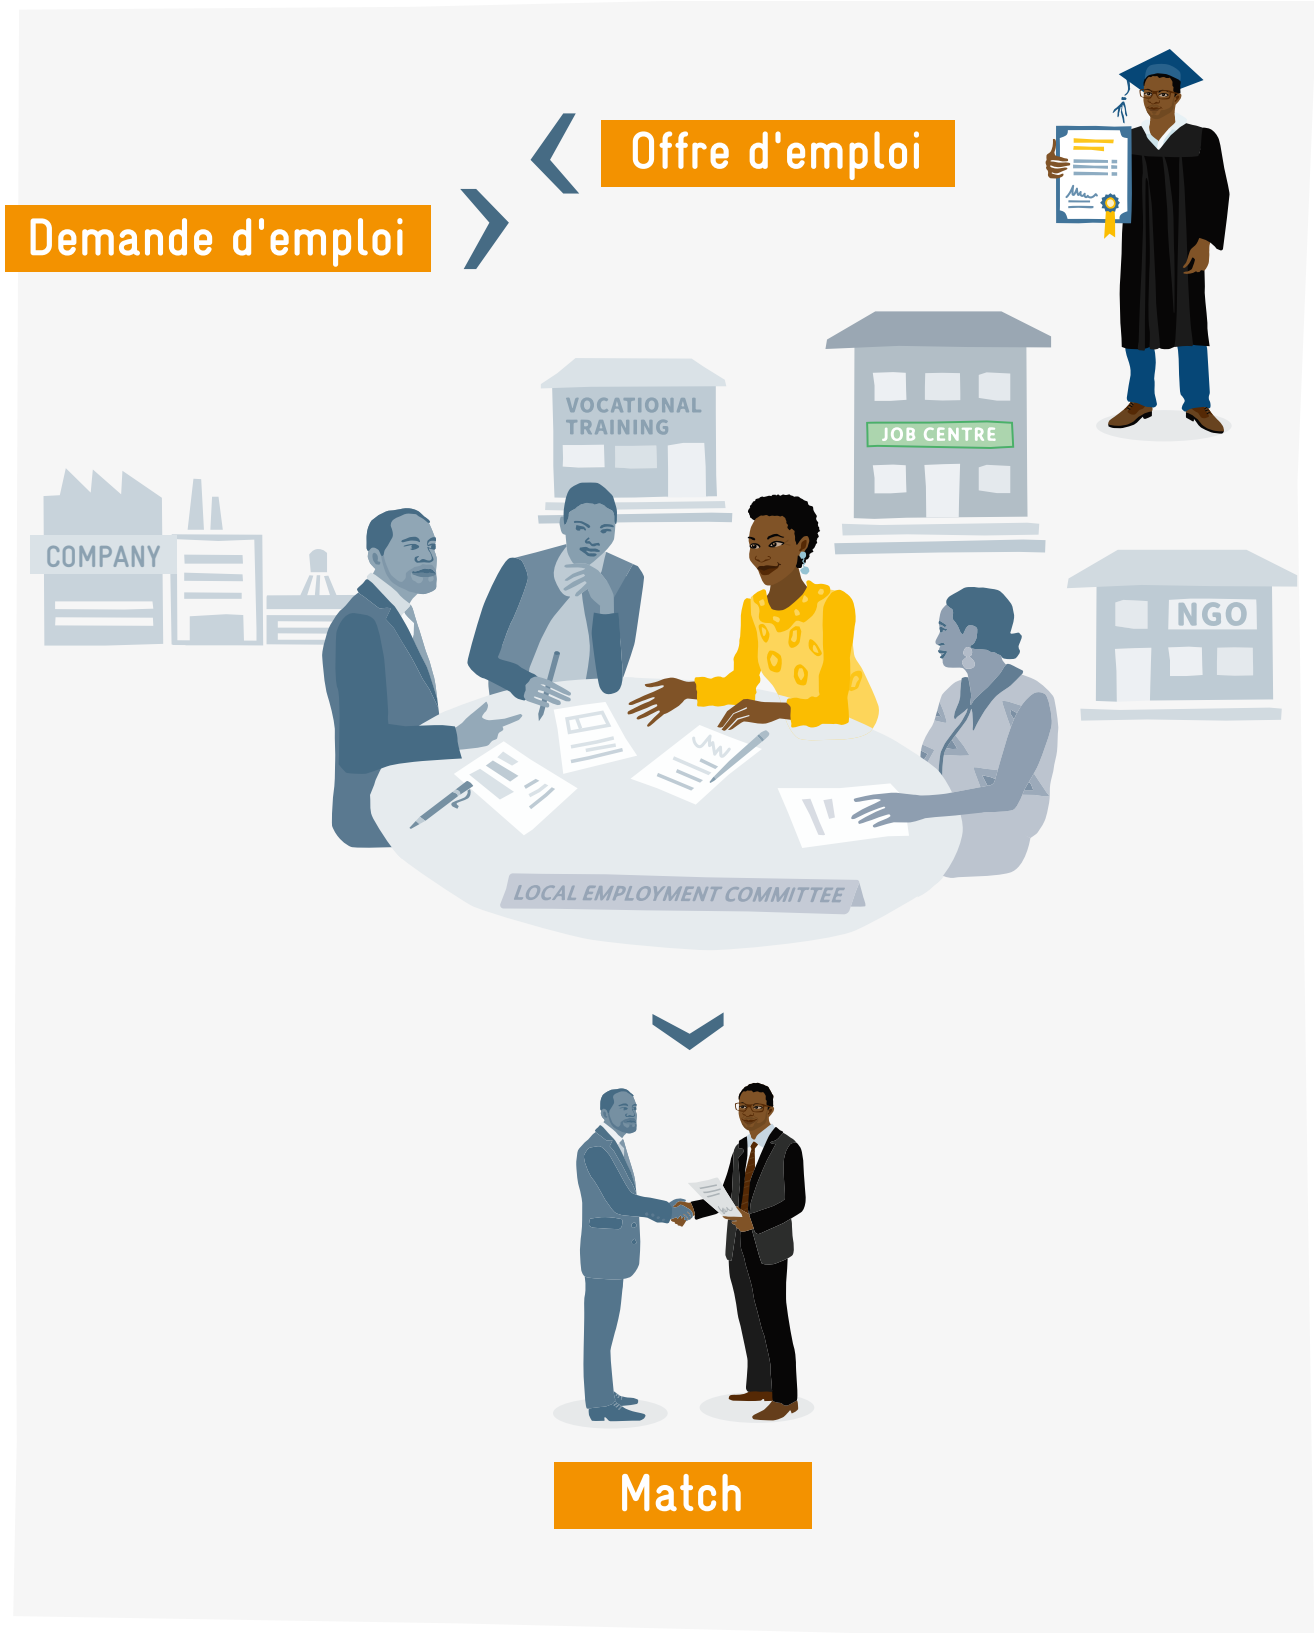 Offre d'emploi
Demande d'emploi
VOCATIONAL
TRAINING
JOB CENTRE
COMPANY
NGO
LOCAL EMPLOYMENT COMMITTEE
Match